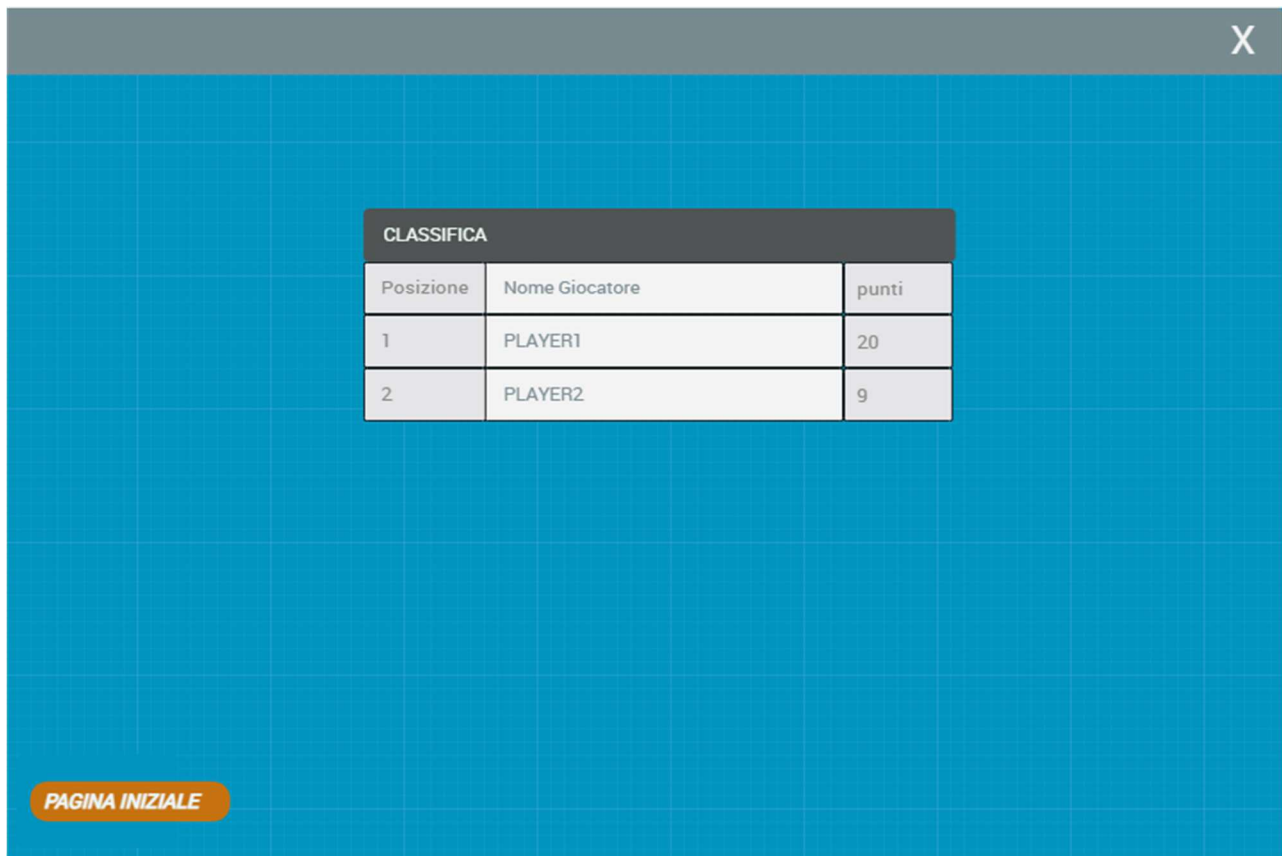 X
CLASSIFICA
Posizione Nome Giocatore punti
1 PLAYER1 20
2 PLAYER2 9
PAGINA INIZIALE